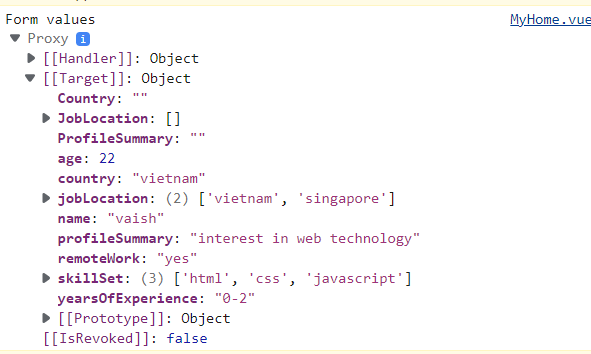 Form values MyHome.vue
Proxy i
[[Handler]]: Object
[[Target]]: Object
Country: ""
JobLocation: []
ProfileSummary: ""
age: 22
country: "vietnam"
jobLocation: (2) ['vietnam', 'singapore']
name: "vaish"
profileSummary: "interest in web technology"
remoteWork: "yes"
skillSet: (3) ['html', 'css', 'javascript']
yearsOfExperience: "0-2"
[[Prototype]]: Object
[[IsRevoked]]: false